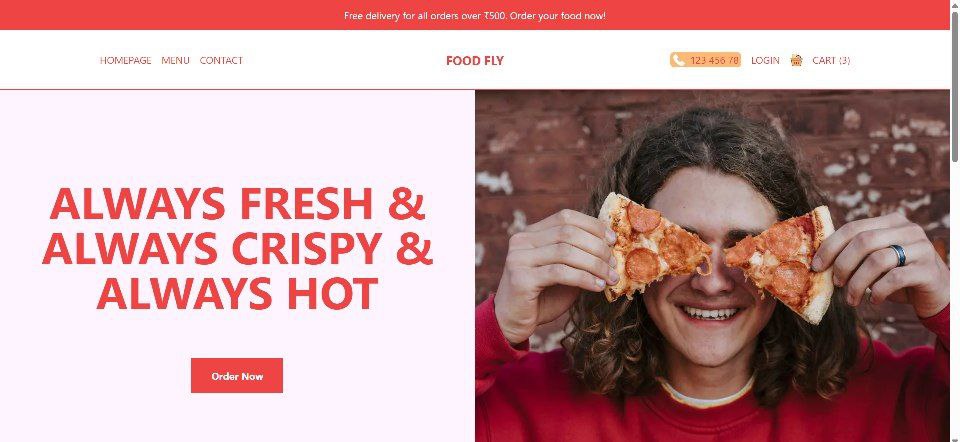 Free delivery for all orders over ₹500. Order your food now!
HOMEPAGE MENU CONTACT
FOOD FLY
123 456 78 LOGIN CART (3)
ALWAYS FRESH &
ALWAYS CRISPY &
ALWAYS HOT
Order Now